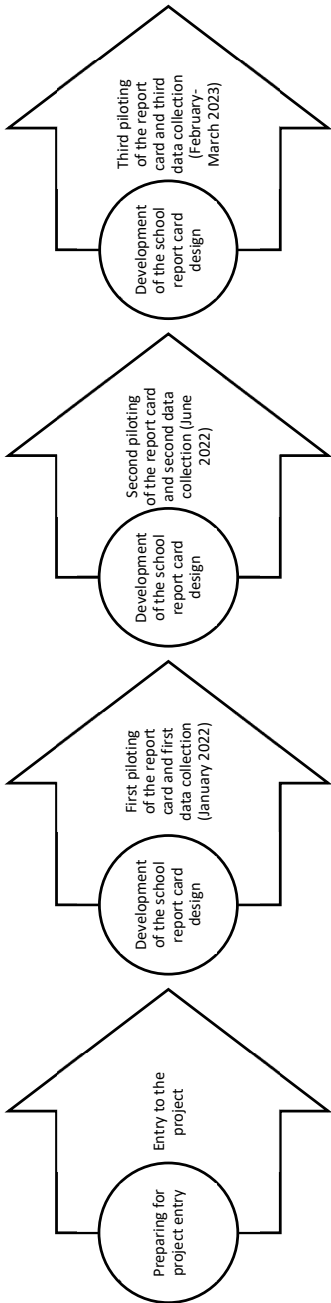 Preparing for
project entry
Entry to the
project
Development
of the school
report card
design
First piloting
of the report
card and first
data collection
(January 2022)
Development
of the school
report card
design
Second piloting
of the report card
and second data
collection (June
2022)
Development
of the school
report card
design
Third piloting
of the report
card and third
data collection
(February-
March 2023)